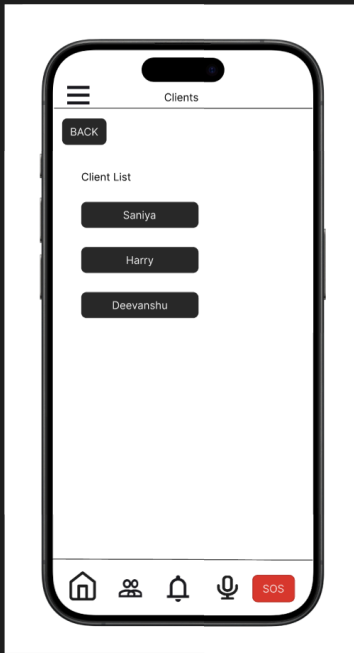 Clients
BACK
Client List
Saniya
Harry
Deevanshu
SOS